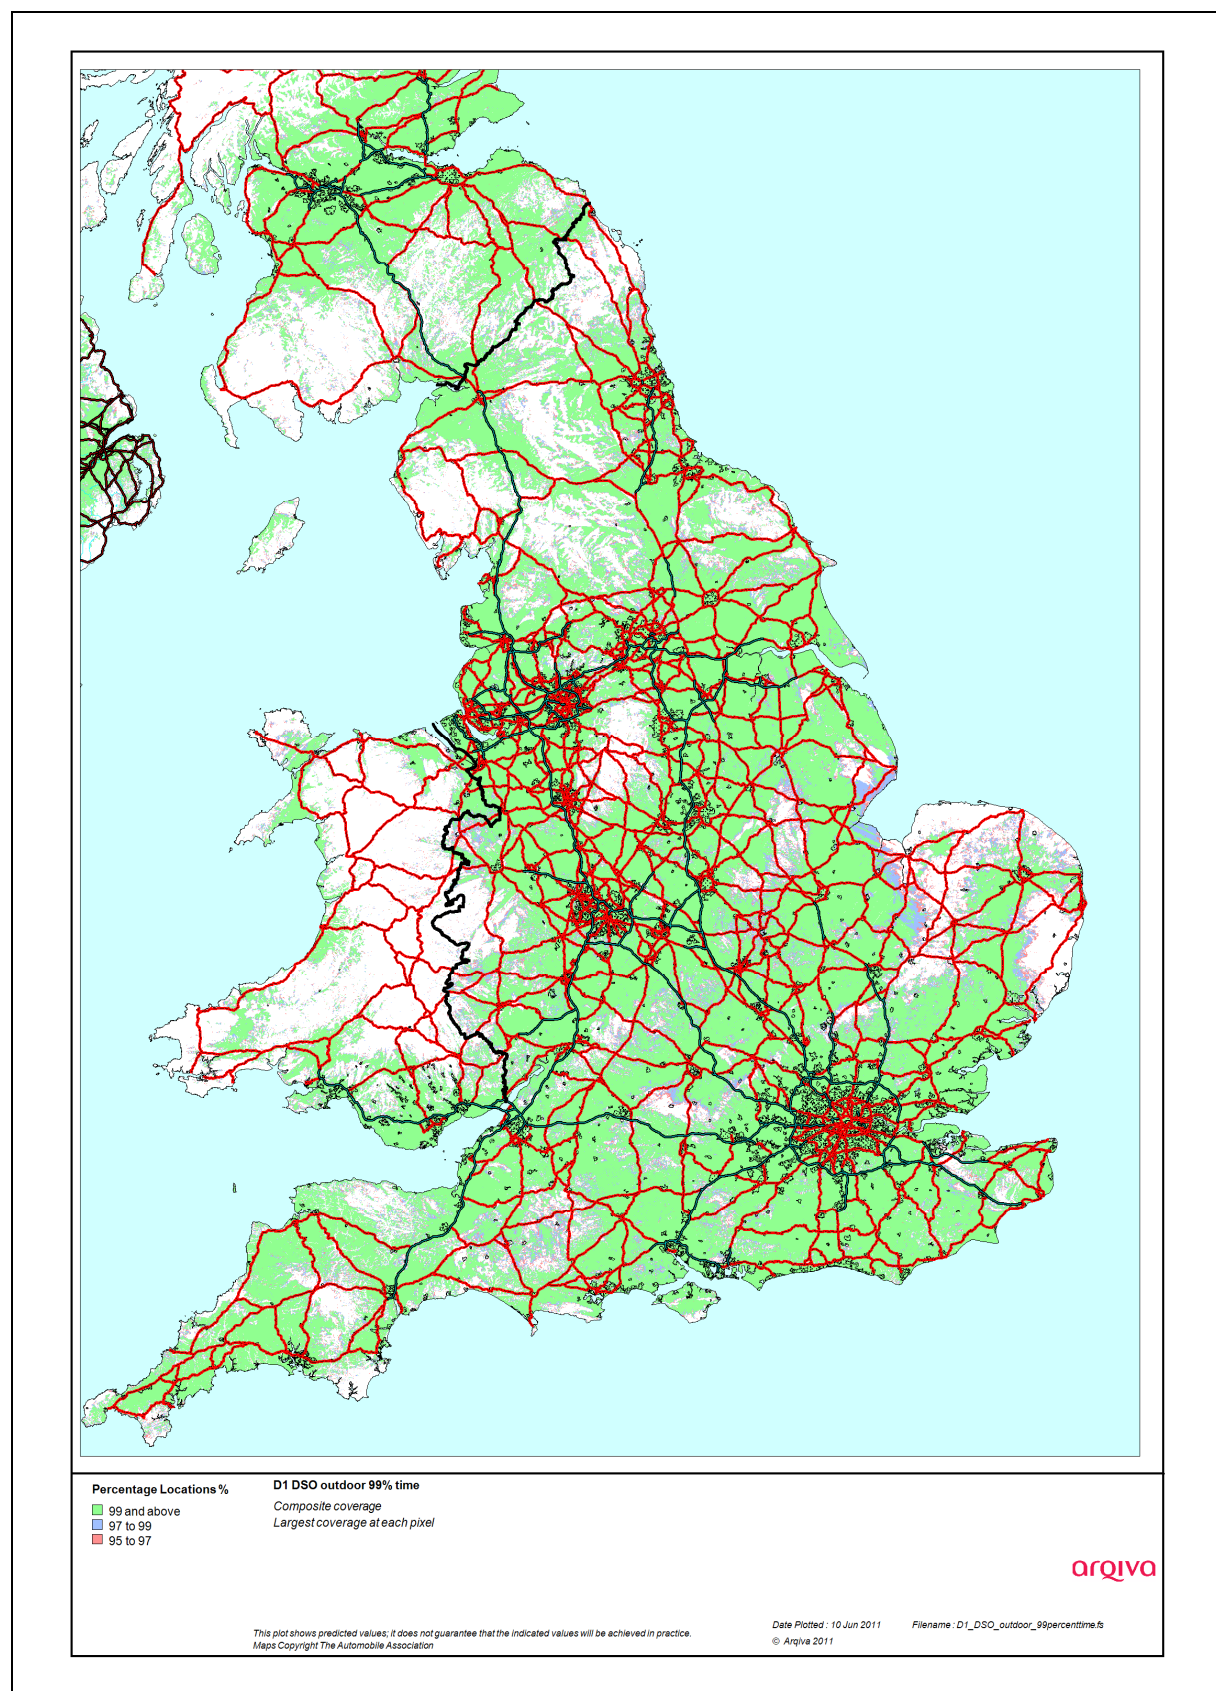 Percentage Locations %
99 and above
97 to 99
95 to 97
D1 DSO outdoor 99% time
Composite coverage
Largest coverage at each pixel
arqiva
This plot shows predicted values; it does not guarantee that the indicated values will be achieved in practice.
Maps Copyright The Automobile Association
Date Plotted : 10 Jun 2011
Filename : D1_DSO_outdoor_99percenttime.fs
© Arqiva 2011